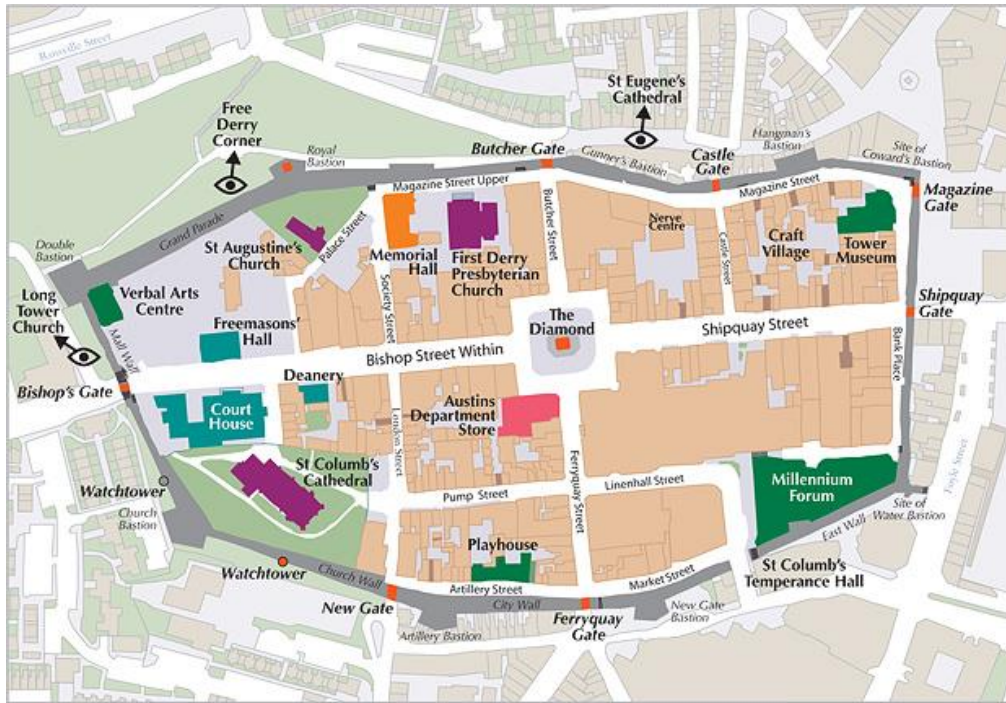 Rossville Street
St Eugene's
Cathedral
Free
Derry
Corner
Royal
Bastion
Butcher Gate
Gunner's Bastion
Castle
Gate
Hangman's
Bastion
Site of
Coward's Bastion
Magazine Street Upper
Magazine Street
Magazine
Gate
Grand Parade
Double
Bastion
St Augustine's
Church
Palace Street
Memorial
Hall
Society Street
First Derry
Presbyterian
Church
Butcher Street
Nerve
Centre
Castle Street
Craft
Village
Tower
Museum
Long
Tower
Church
Verbal Arts
Centre
Mall Wall
Freemasons'
Hall
The
Diamond
Shipquay Street
Shipquay
Gate
Bank Place
Bishop Street Within
Bishop's Gate
Deanery
Court
House
Austins
Department
Store
London Street
Ferryquay Street
St Columb's
Cathedral
Watchtower
Church
Bastion
Pump Street
Linenhall Street
Millennium
Forum
Foyle Street
Site of
Water Bastion
East Wall
Playhouse
Watchtower
Church Wall
Artillery Street
Market Street
St Columb's
Temperance Hall
New Gate
City Wall
Artillery Bastion
Ferryquay
Gate
New Gate
Bastion